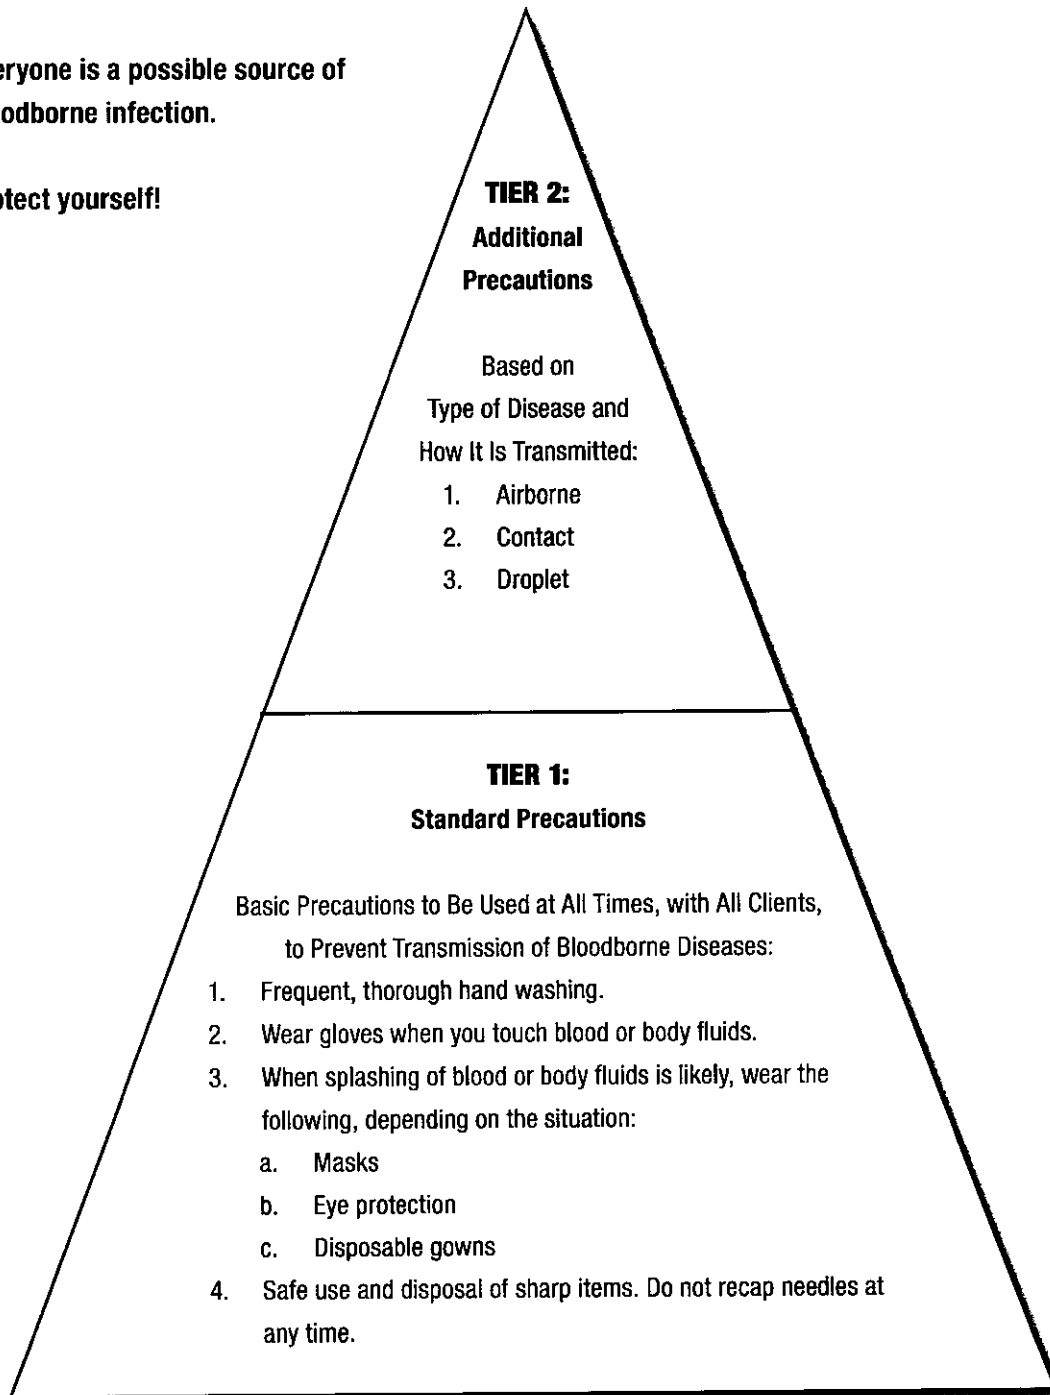 eryone is a possible source of
odborne infection.
otect yourself!
TIER 2:
Additional
Precautions
Based on
Type of Disease and
How It Is Transmitted:
1. Airborne
2. Contact
3. Droplet
TIER 1:
Standard Precautions
Basic Precautions to Be Used at All Times, with All Clients,
to Prevent Transmission of Bloodborne Diseases:
1. Frequent, thorough hand washing.
2. Wear gloves when you touch blood or body fluids.
3. When splashing of blood or body fluids is likely, wear the
following, depending on the situation:
a. Masks
b. Eye protection
c. Disposable gowns
4. Safe use and disposal of sharp items. Do not recap needles at
any time.